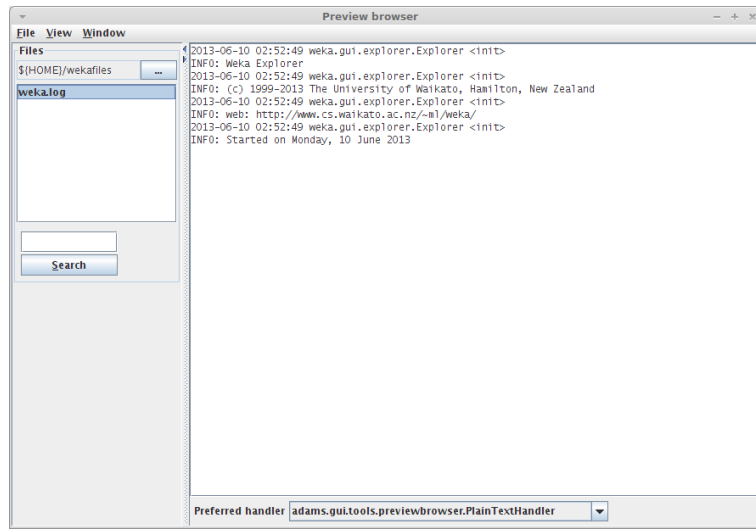 Preview browser
File View Window
Files
${HOME}/wekafiles ...
weka.log
Search
2013-06-10 02:52:49 weka.gui.explorer.Explorer <init>
INFO: Weka Explorer
2013-06-10 02:52:49 weka.gui.explorer.Explorer <init>
INFO: (c) 1999-2013 The University of Waikato, Hamilton, New Zealand
2013-06-10 02:52:49 weka.gui.explorer.Explorer <init>
INFO: web: http://www.cs.waikato.ac.nz/~ml/weka/
2013-06-10 02:52:49 weka.gui.explorer.Explorer <init>
INFO: Started on Monday, 10 June 2013
Preferred handler adams.gui.tools.previewbrowser.PlainTextHandler